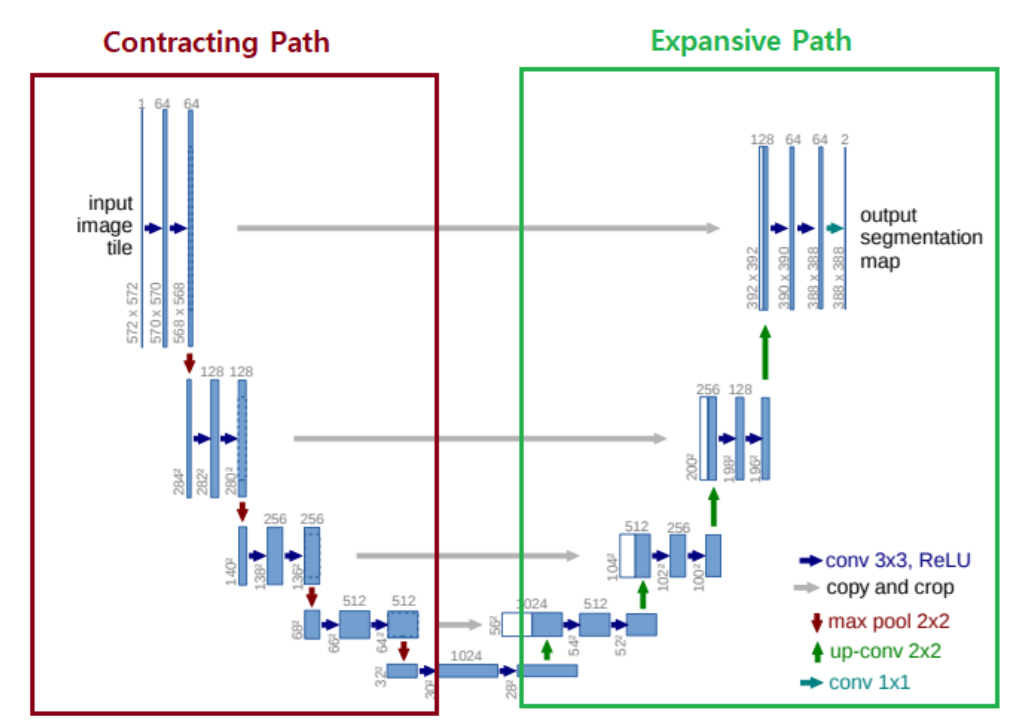 Contracting Path
Expansive Path
1 64 64
input
image
tile
572 x 572
570 x 570
568 x 568
128 128
284²
282²
280²
256 256
140²
138²
136²
512 512
68²
66²
64²
1024
32²
30²
28²
1024 512
56²
54²
52²
512 256
104²
102²
100²
256 128
200²
198²
196²
128 64 64 2
392 x 392
390 x 390
388 x 388
388 x 388
output
segmentation
map
conv 3x3, ReLU
copy and crop
max pool 2x2
up-conv 2x2
conv 1x1